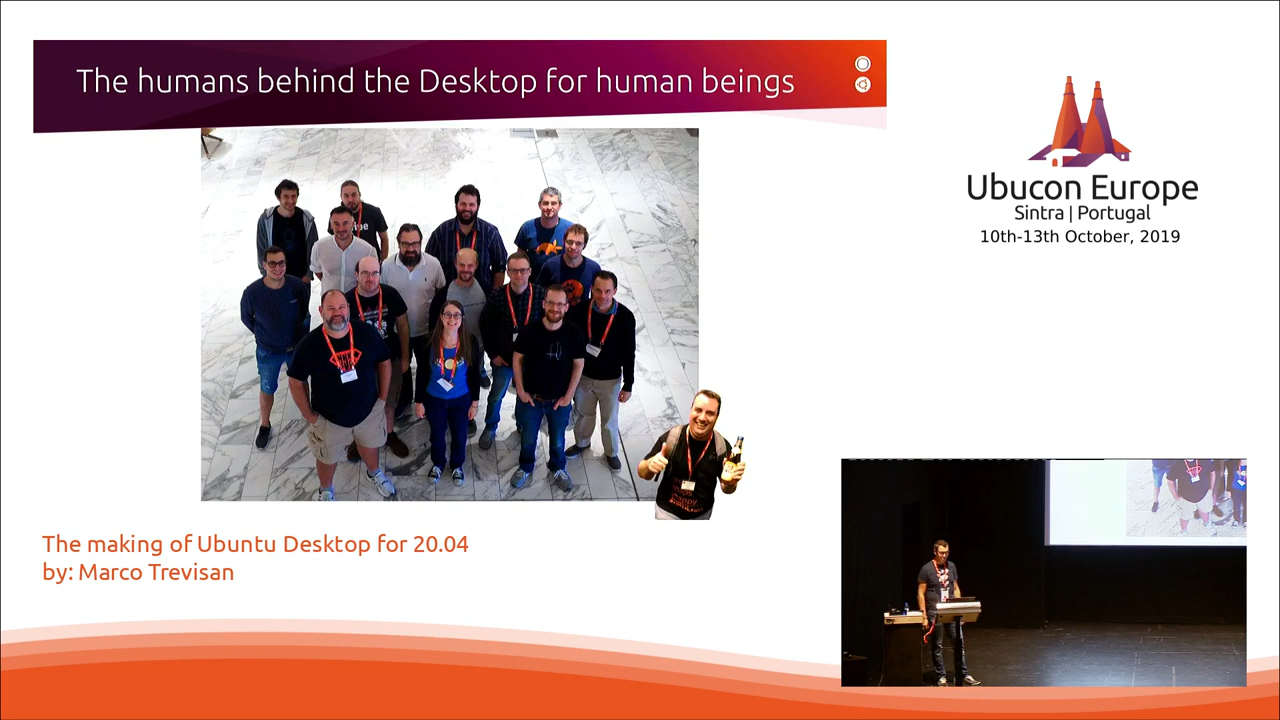 The humans behind the Desktop for human beings
Ubucon Europe
Sintra | Portugal
10th-13th October, 2019
The making of Ubuntu Desktop for 20.04
by: Marco Trevisan